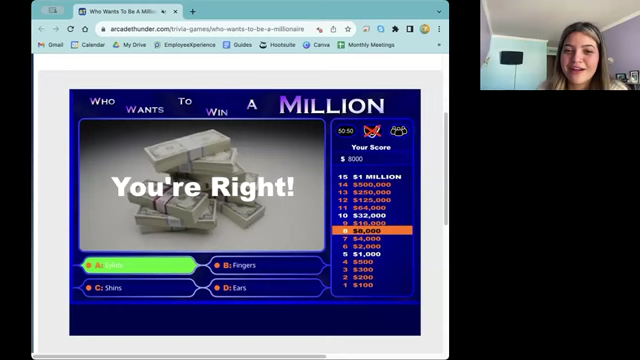 Who Wants To Be A Million
arcadethunder.com/trivia-games/who-wants-to-be-a-millionaire
Gmail
Calendar
My Drive
EmployeeXperience
Guides
Hootsuite
Coordinating
Monthly Meetings
WHO WANTS TO WIN A MILLION
You're Right!
50:50
Your Score
$ 8000
15 $1 MILLION
14 $500,000
13 $250,000
12 $125,000
11 $64,000
10 $32,000
9 $16,000
8 $8,000
7 $4,000
6 $2,000
5 $1,000
4 $500
3 $300
2 $200
1 $100
A:
B: Fingers
C: Shins
D: Ears